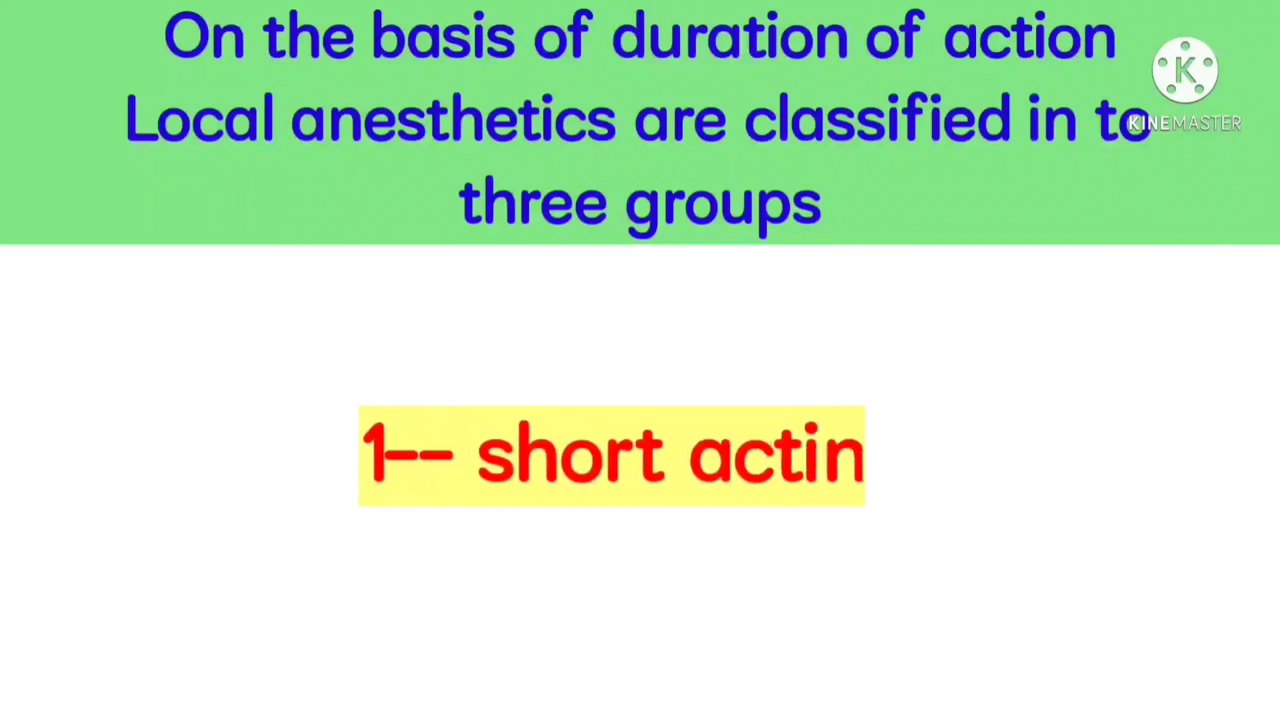 On the basis of duration of action
Local anesthetics are classified in to
three groups
K
KINEMASTER
1-- short actin